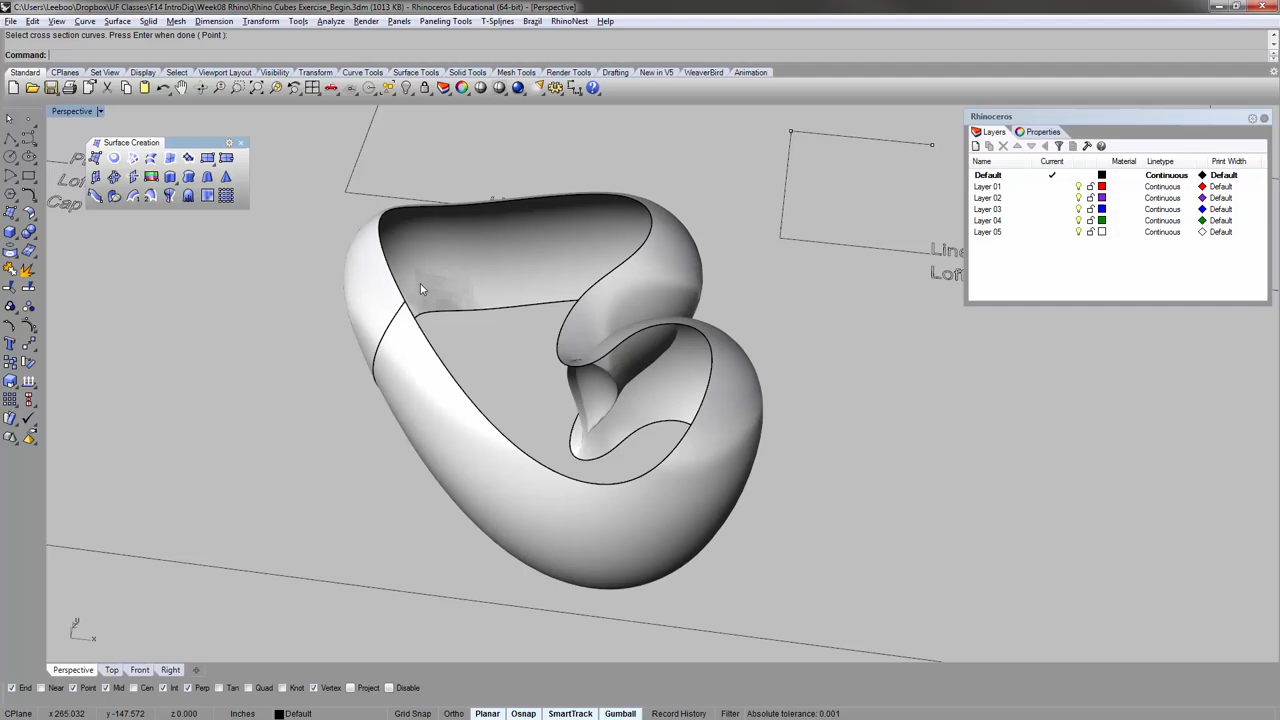 C:\Users\Leeboo\Dropbox\UF Classes\F14 IntroDig\Week08 Rhino\Rhino Cubes Exercise_Begin.3dm (1013 KB) - Rhinoceros Educational (64-bit) - [Perspective]
File Edit View Curve Surface Solid Mesh Dimension Transform Tools Analyze Render Panels Paneling Tools T-Splines Brazil RhinoNest Help
Select cross section curves. Press Enter when done ( Point ):
Command:
Standard CPlanes Set View Display Select Viewport Layout Visibility Transform Curve Tools Surface Tools Solid Tools Mesh Tools Render Tools Drafting New in V5 WeaverBird Animation
Perspective
Surface Creation
Rhinoceros
Layers Properties
Name Current Material Linetype Print Width
Default Continuous Default
Layer 01 Continuous Default
Layer 02 Continuous Default
Layer 03 Continuous Default
Layer 04 Continuous Default
Layer 05 Continuous Default
Cap
Line
Loft
y
x
Perspective Top Front Right
End Near Point Mid Cen Int Perp Tan Quad Knot Vertex Project Disable
CPlane x 265.032 y -147.572 z 0.000 Inches Default Grid Snap Ortho Planar Osnap SmartTrack Gumball Record History Filter Absolute tolerance: 0.001